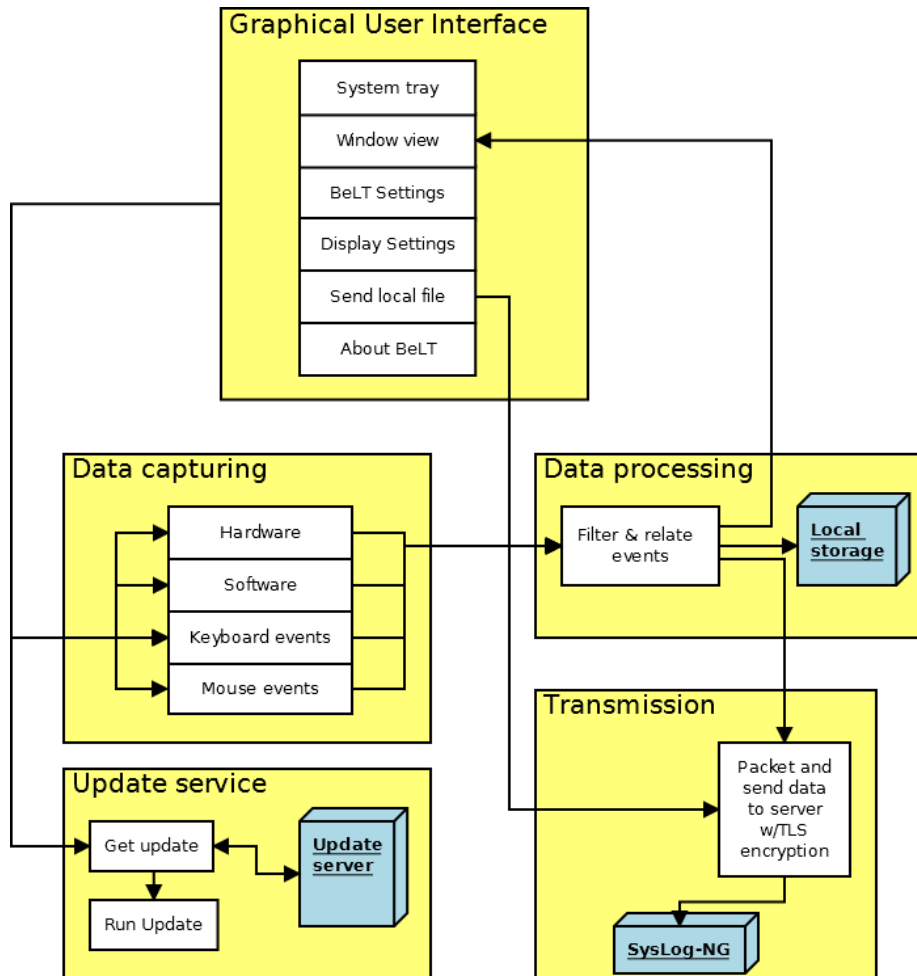 Graphical User Interface
System tray
Window view
BeLT Settings
Display Settings
Send local file
About BeLT
Data capturing
Hardware
Software
Keyboard events
Mouse events
Data processing
Filter & relate
events
Local
storage
Update service
Get update
Run Update
Update
server
Transmission
Packet and
send data
to server
w/TLS
encryption
SysLog-NG